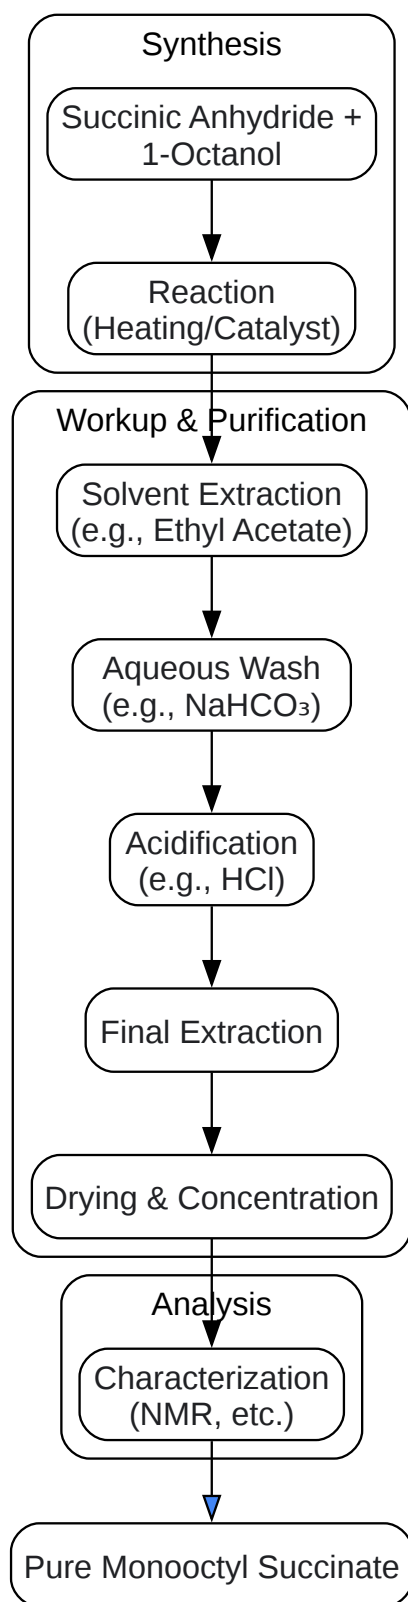 Synthesis
Succinic Anhydride +
1-Octanol
Reaction
(Heating/Catalyst)
Workup & Purification
Solvent Extraction
(e.g., Ethyl Acetate)
Aqueous Wash
(e.g., NaHCO₃)
Acidification
(e.g., HCl)
Final Extraction
Drying & Concentration
Analysis
Characterization
(NMR, etc.)
Pure Monooctyl Succinate